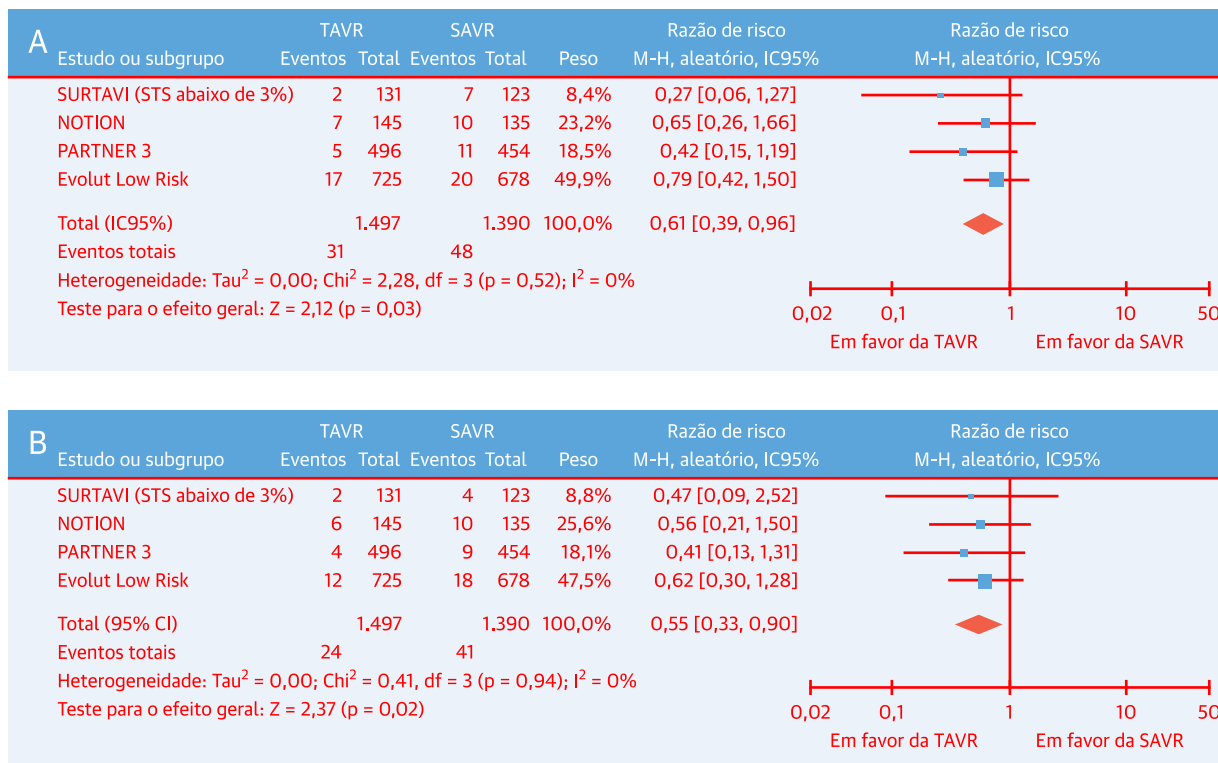 A
TAVR SAVR Razão de risco Razão de risco
Estudo ou subgrupo Eventos Total Eventos Total Peso M-H, aleatório, IC95% M-H, aleatório, IC95%
SURTAVI (STS abaixo de 3%) 2 131 7 123 8,4% 0,27 [0,06, 1,27]
NOTION 7 145 10 135 23,2% 0,65 [0,26, 1,66]
PARTNER 3 5 496 11 454 18,5% 0,42 [0,15, 1,19]
Evolut Low Risk 17 725 20 678 49,9% 0,79 [0,42, 1,50]
Total (IC95%) 1.497 1.390 100,0% 0,61 [0,39, 0,96]
Eventos totais 31 48
Heterogeneidade: Tau² = 0,00; Chi² = 2,28, df = 3 (p = 0,52); I² = 0%
Teste para o efeito geral: Z = 2,12 (p = 0,03)
0,02 0,1 1 10 50
Em favor da TAVR Em favor da SAVR
B
TAVR SAVR Razão de risco Razão de risco
Estudo ou subgrupo Eventos Total Eventos Total Peso M-H, aleatório, IC95% M-H, aleatório, IC95%
SURTAVI (STS abaixo de 3%) 2 131 4 123 8,8% 0,47 [0,09, 2,52]
NOTION 6 145 10 135 25,6% 0,56 [0,21, 1,50]
PARTNER 3 4 496 9 454 18,1% 0,41 [0,13, 1,31]
Evolut Low Risk 12 725 18 678 47,5% 0,62 [0,30, 1,28]
Total (95% CI) 1.497 1.390 100,0% 0,55 [0,33, 0,90]
Eventos totais 24 41
Heterogeneidade: Tau² = 0,00; Chi² = 0,41, df = 3 (p = 0,94); I² = 0%
Teste para o efeito geral: Z = 2,37 (p = 0,02)
0,02 0,1 1 10 50
Em favor da TAVR Em favor da SAVR